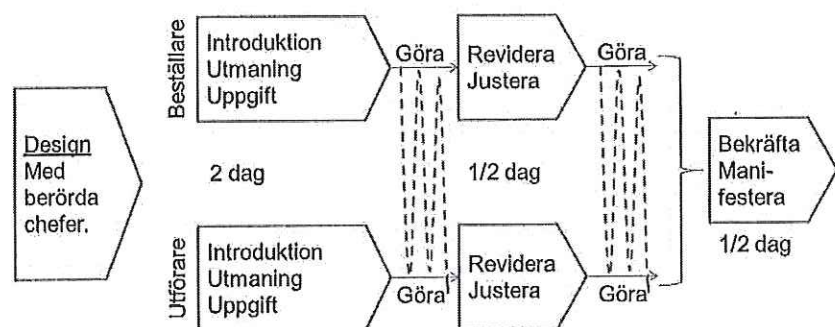 Design
Med
berörda
chefer.
Beställare
Introduktion
Utmaning
Uppgift
Göra
Revidera
Justera
Göra
2 dag
1/2 dag
Utförare
Introduktion
Utmaning
Uppgift
Göra
Revidera
Justera
Göra
Bekräfta
Mani-
festera
1/2 dag